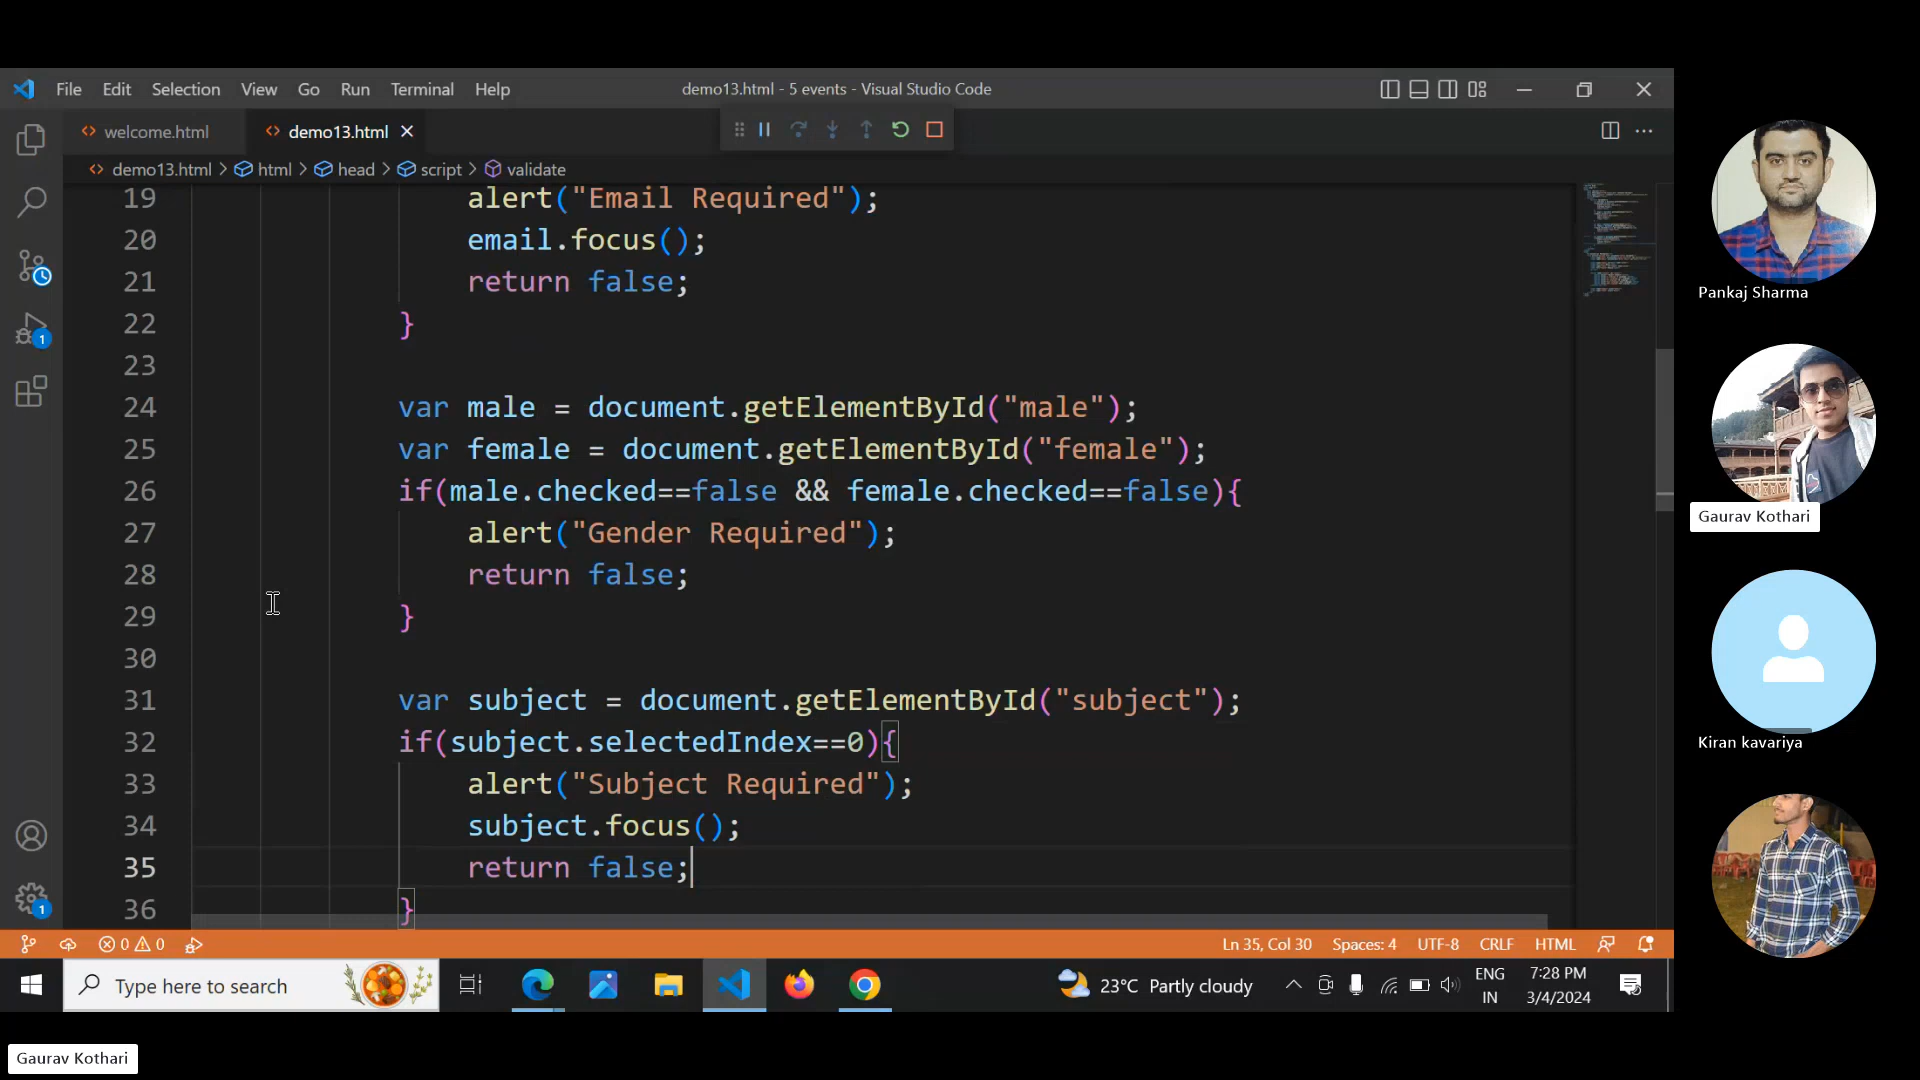 File Edit Selection View Go Run Terminal Help
demo13.html - 5 events - Visual Studio Code
welcome.html
demo13.html
demo13.html > html > head > script > validate
19 alert("Email Required");
20 email.focus();
21 return false;
22 }
23
24 var male = document.getElementById("male");
25 var female = document.getElementById("female");
26 if(male.checked==false && female.checked==false){
27 alert("Gender Required");
28 return false;
29 }
30
31 var subject = document.getElementById("subject");
32 if(subject.selectedIndex==0){
33 alert("Subject Required");
34 subject.focus();
35 return false;
36 }
1
1
0 0
Ln 35, Col 30 Spaces: 4 UTF-8 CRLF HTML
Type here to search
23°C Partly cloudy
ENG
IN
7:28 PM
3/4/2024
Pankaj Sharma
Gaurav Kothari
Kiran kavariya
Gaurav Kothari